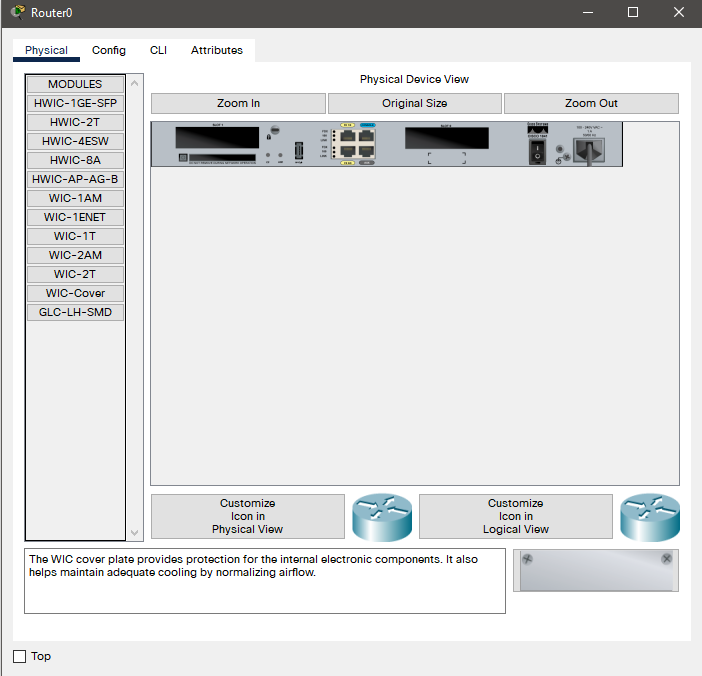 Router0
Physical
Config
CLI
Attributes
MODULES
HWIC-1GE-SFP
HWIC-2T
HWIC-4ESW
HWIC-8A
HWIC-AP-AG-B
WIC-1AM
WIC-1ENET
WIC-1T
WIC-2AM
WIC-2T
WIC-Cover
GLC-LH-SMD
Physical Device View
Zoom In
Original Size
Zoom Out
Customize
Icon in
Physical View
Customize
Icon in
Logical View
The WIC cover plate provides protection for the internal electronic components. It also
helps maintain adequate cooling by normalizing airflow.
Top